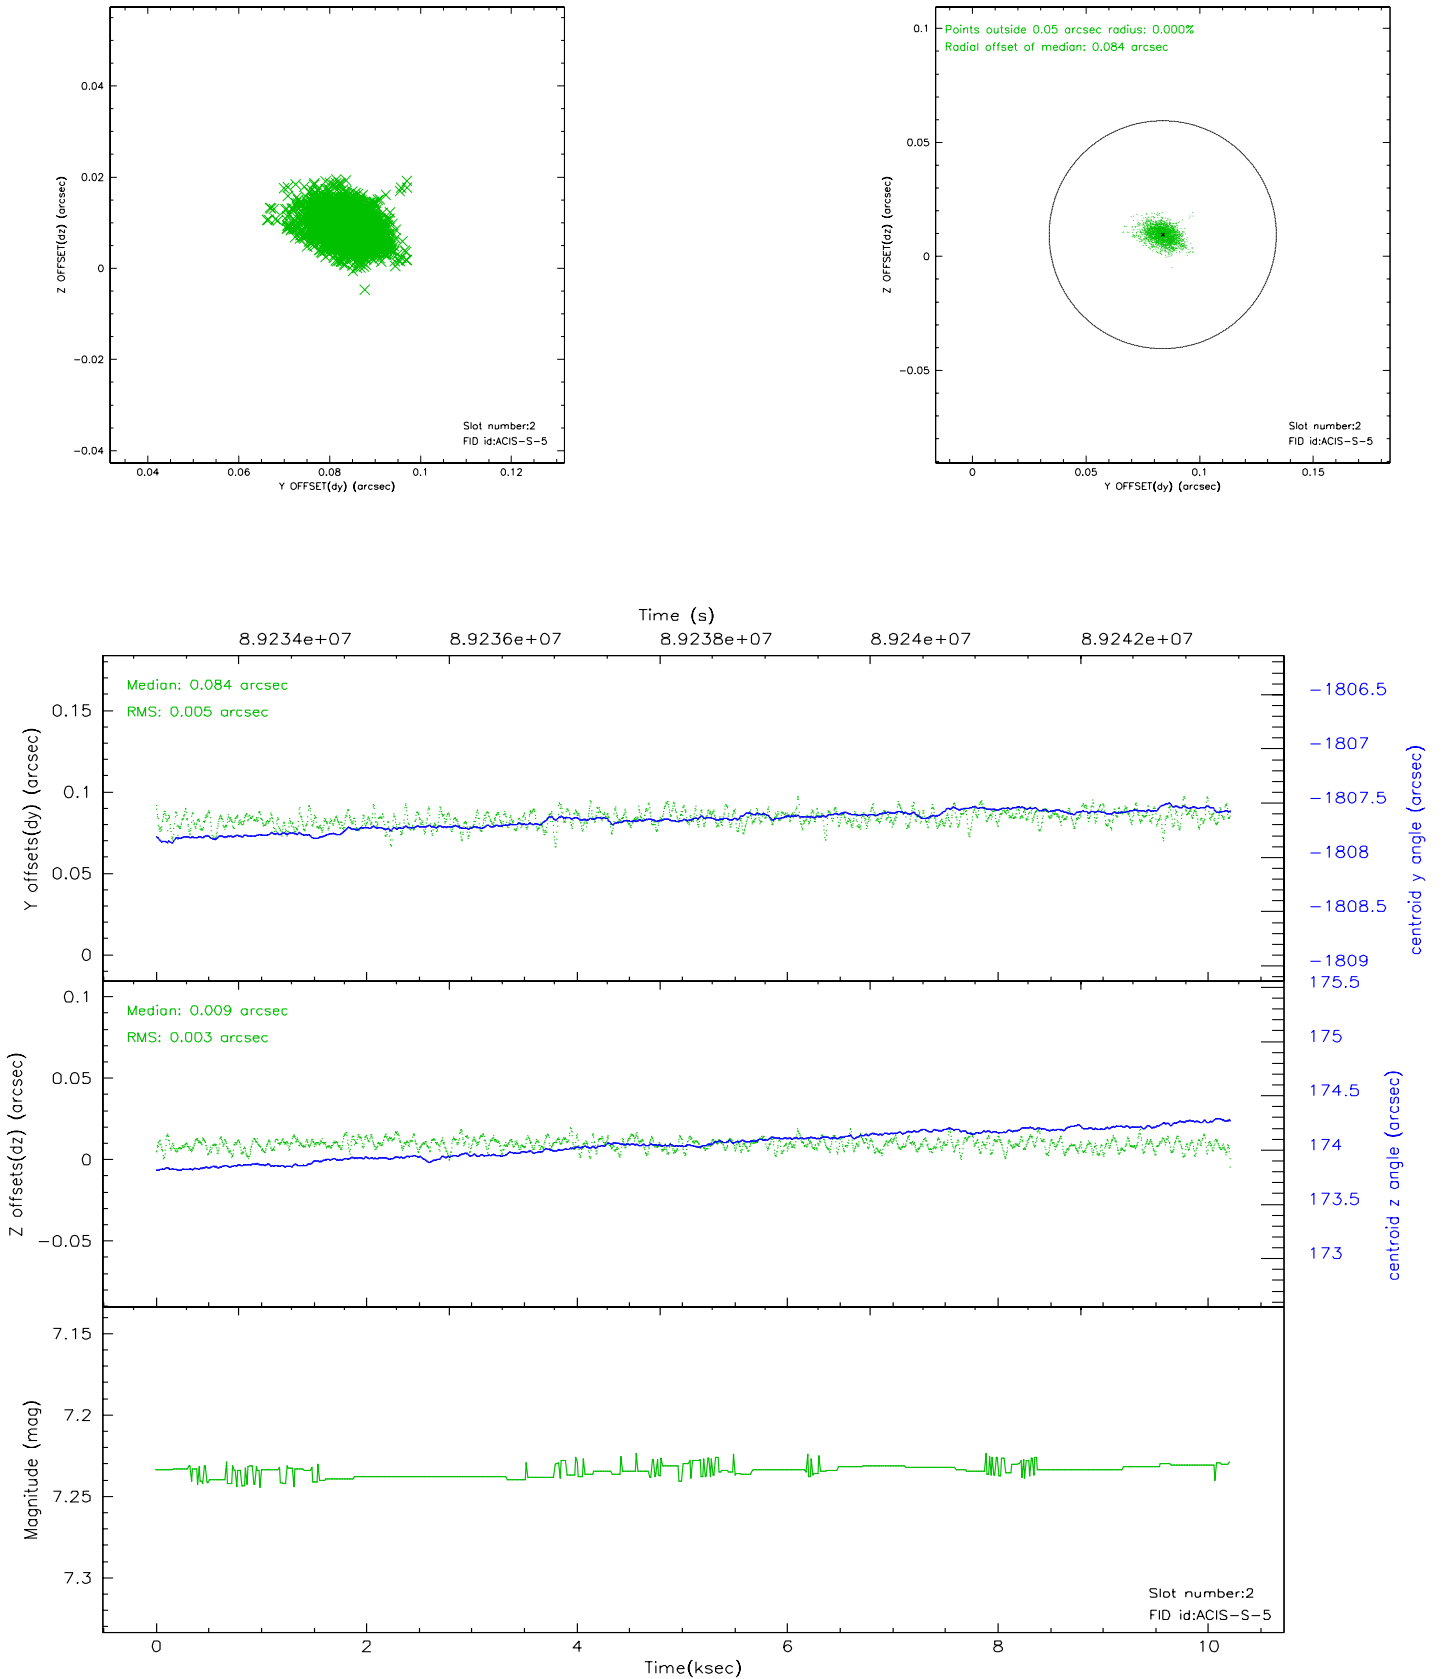 0.04
0.02
0
−0.02
−0.04
Z OFFSET(dz) (arcsec)
Slot number:2
FID id:ACIS−S−5
0.04 0.06 0.08 0.1 0.12
Y OFFSET(dy) (arcsec)
Points outside 0.05 arcsec radius: 0.000%
Radial offset of median: 0.084 arcsec
0.1
0.05
0
−0.05
Z OFFSET(dz) (arcsec)
Slot number:2
FID id:ACIS−S−5
0 0.05 0.1 0.15
Y OFFSET(dy) (arcsec)
Time (s)
8.9234e+07 8.9236e+07 8.9238e+07 8.924e+07 8.9242e+07
Median: 0.084 arcsec
RMS: 0.005 arcsec
0.15
0.1
0.05
0
Y offsets(dy) (arcsec)
−1806.5
−1807
−1807.5
−1808
−1808.5
−1809
centroid y angle (arcsec)
Median: 0.009 arcsec
RMS: 0.003 arcsec
0.1
0.05
0
−0.05
Z offsets(dz) (arcsec)
175.5
175
174.5
174
173.5
173
centroid z angle (arcsec)
7.15
7.2
7.25
7.3
Magnitude (mag)
Slot number:2
FID id:ACIS−S−5
0 2 4 6 8 10
Time(ksec)